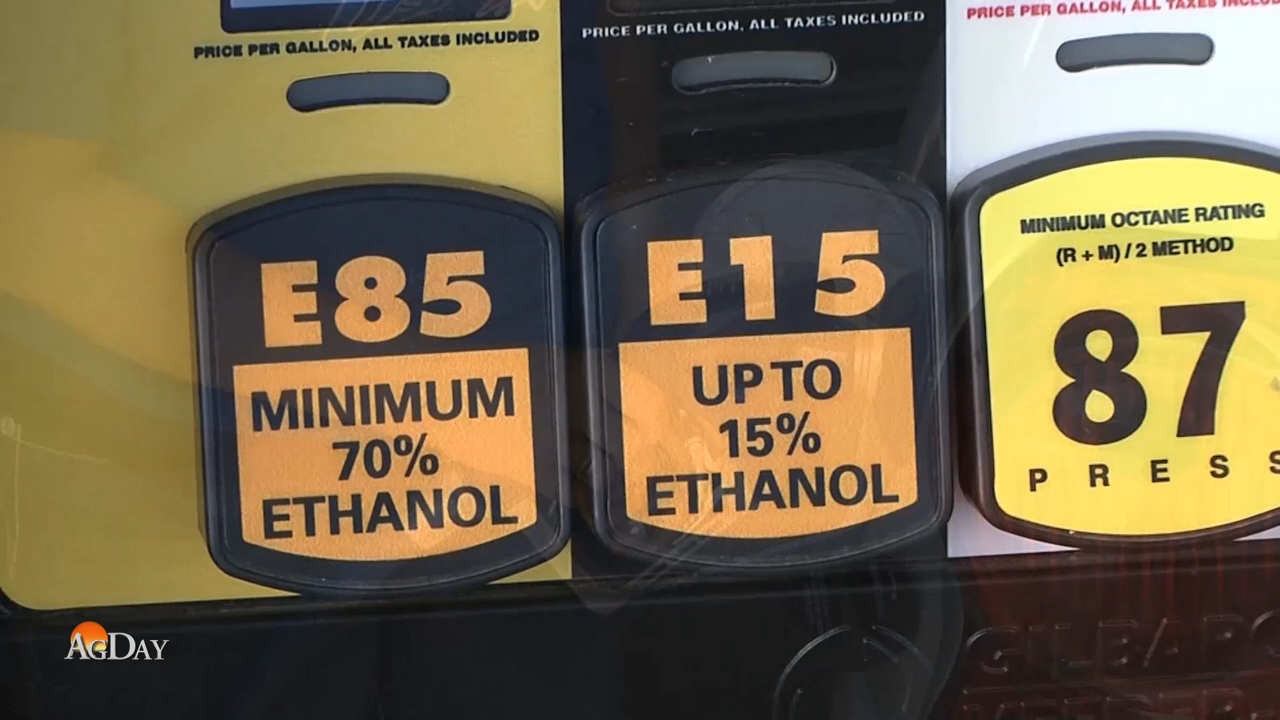 PRICE PER GALLON, ALL TAXES INCLUDED
PRICE PER GALLON, ALL TAXES INCLUDED
PRICE PER GALLON, ALL TAXES
E85
MINIMUM
70%
ETHANOL
E15
UP TO
15%
ETHANOL
MINIMUM OCTANE RATING
(R + M) / 2 METHOD
87
PRESS
AGDAY